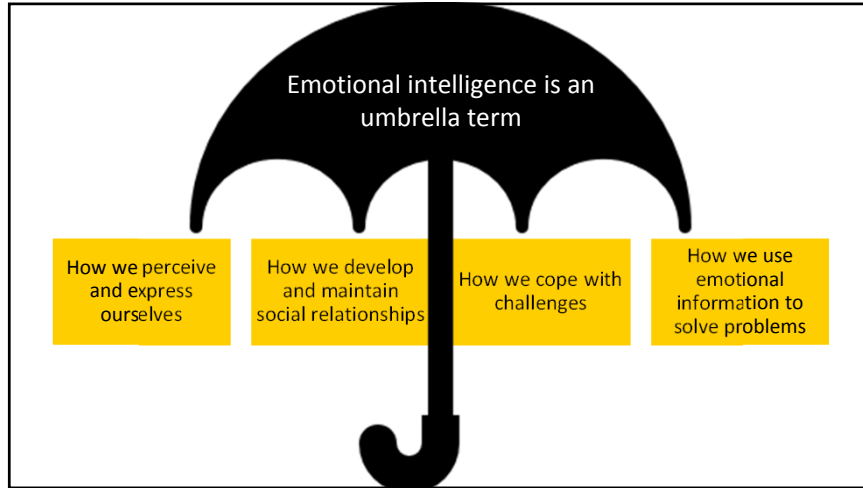 Emotional intelligence is an
umbrella term
How we perceive
and express
ourselves
How we develop
and maintain
social relationships
How we cope with
challenges
How we use
emotional
information to
solve problems